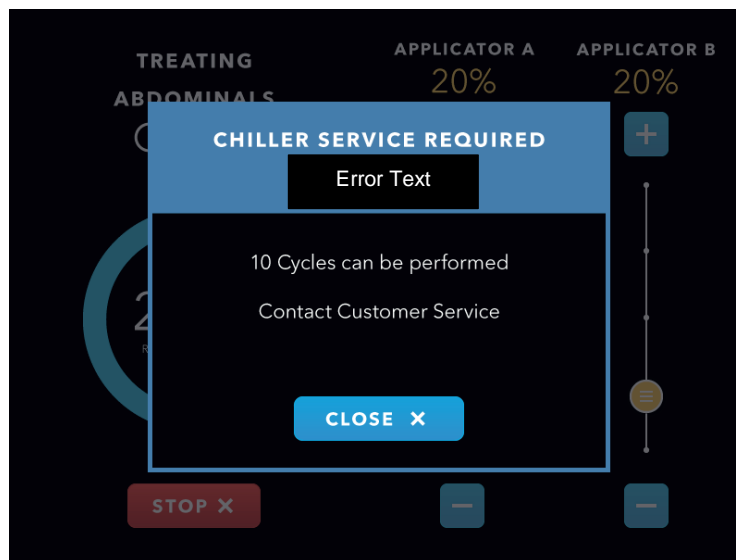 TREATING
ABDOMINALS
APPLICATOR A
20%
APPLICATOR B
20%
CHILLER SERVICE REQUIRED
Error Text
10 Cycles can be performed
Contact Customer Service
CLOSE
STOP